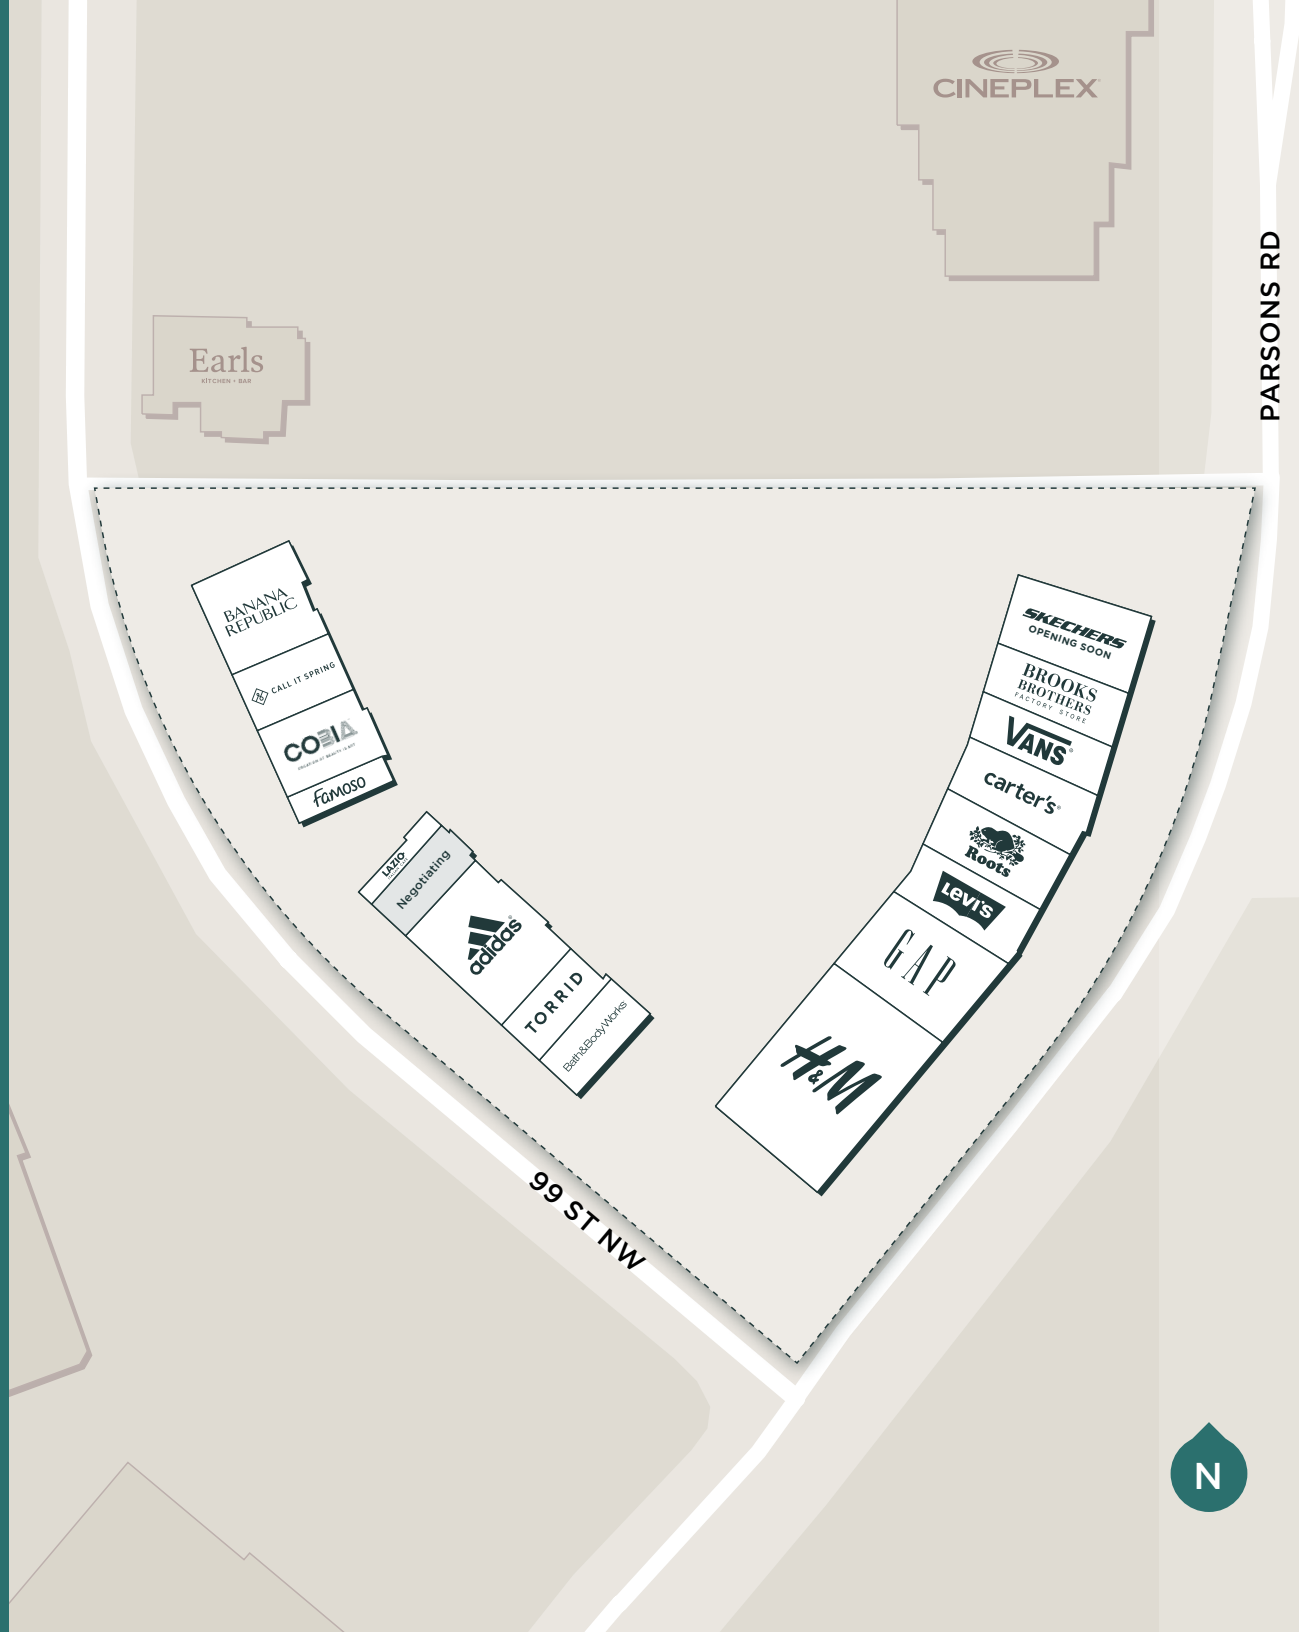 CINEPLEX
PARSONS RD
Earls
KITCHEN + BAR
BANANA
REPUBLIC
CALL IT SPRING
COBIA
famoso
LAZIO
Negotiating
adidas
TORRID
Bath&BodyWorks
SKECHERS
OPENING SOON
BROOKS
BROTHERS
FACTORY STORE
VANS
carter's
Roots
Levi's
GAP
H&M
99 ST NW
N